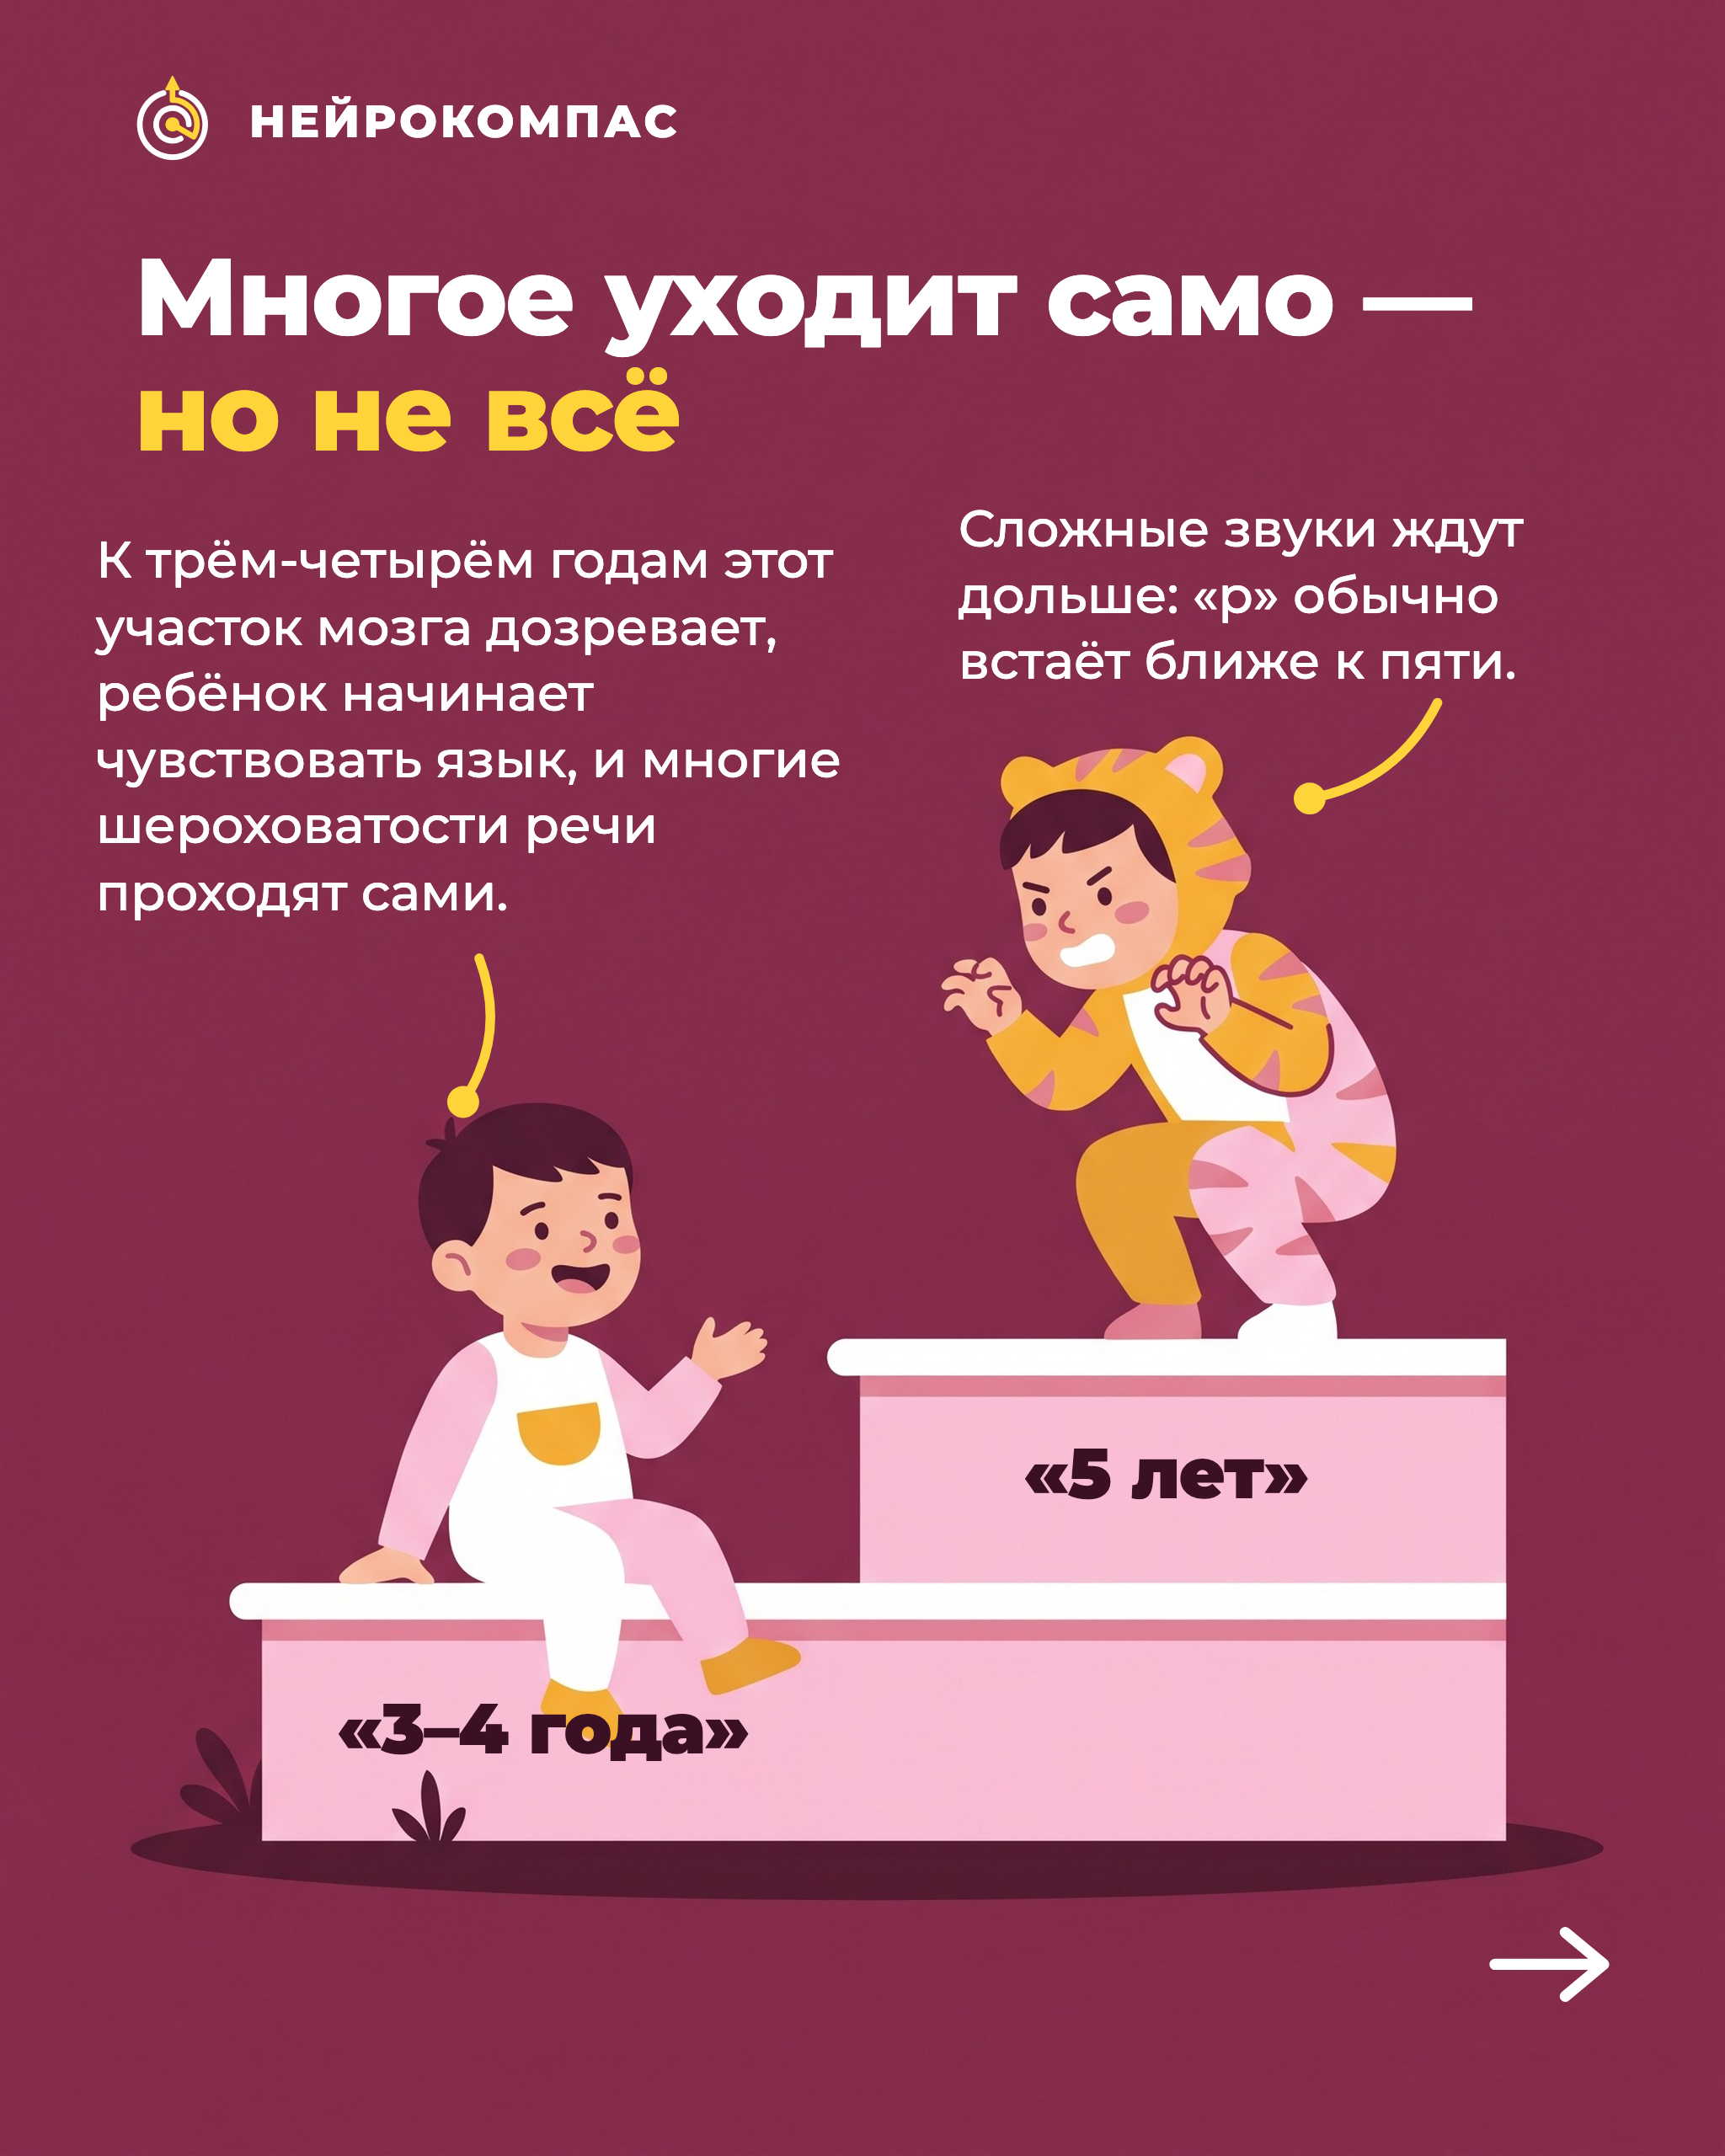 НЕЙРОКОМПАС
Многое уходит само —
но не всё
К трём-четырём годам этот
участок мозга дозревает,
ребёнок начинает
чувствовать язык, и многие
шероховатости речи
проходят сами.
Сложные звуки ждут
дольше: «р» обычно
встаёт ближе к пяти.
«5 лет»
«3–4 года»